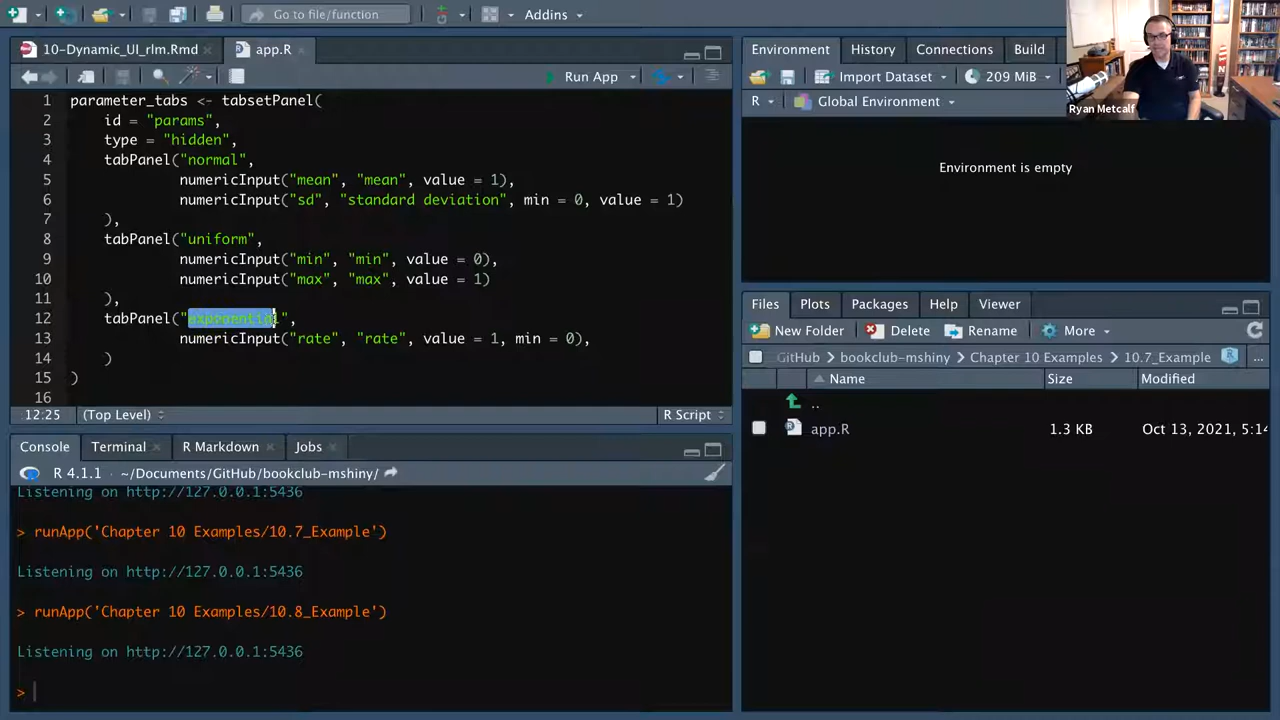 Go to file/function
Addins
10-Dynamic_UI_rlm.Rmd
app.R
Run App
1 parameter_tabs <- tabsetPanel(
2 id = "params",
3 type = "hidden",
4 tabPanel("normal",
5 numericInput("mean", "mean", value = 1),
6 numericInput("sd", "standard deviation", min = 0, value = 1)
7 ),
8 tabPanel("uniform",
9 numericInput("min", "min", value = 0),
10 numericInput("max", "max", value = 1)
11 ),
12 tabPanel("exponential",
13 numericInput("rate", "rate", value = 1, min = 0),
14 )
15 )
16
12:25 (Top Level) R Script
Console Terminal R Markdown Jobs
R 4.1.1 · ~/Documents/GitHub/bookclub-mshiny/
Listening on http://127.0.0.1:5436
> runApp('Chapter 10 Examples/10.7_Example')
Listening on http://127.0.0.1:5436
> runApp('Chapter 10 Examples/10.8_Example')
Listening on http://127.0.0.1:5436
>
Environment History Connections Build
Import Dataset 209 MiB
R Global Environment
Environment is empty
Ryan Metcalf
Files Plots Packages Help Viewer
New Folder Delete Rename More
GitHub > bookclub-mshiny > Chapter 10 Examples > 10.7_Example ...
Name Size Modified
..
app.R 1.3 KB Oct 13, 2021, 5:14